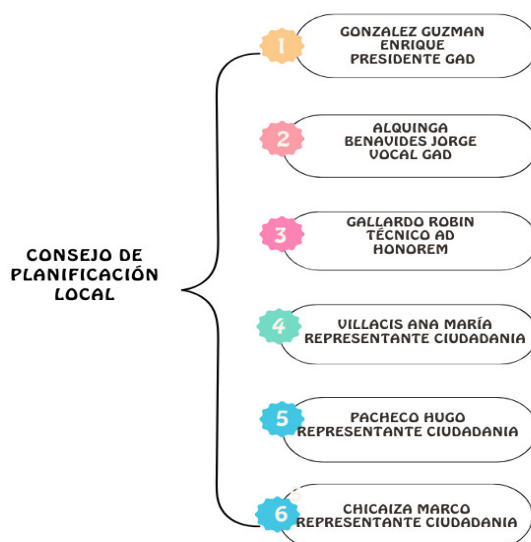 1
GONZALEZ GUZMAN
ENRIQUE
PRESIDENTE GAD
2
ALQUINGA
BENAVIDES JORGE
VOCAL GAD
3
GALLARDO ROBIN
TÉCNICO AD
HONOREM
CONSEJO DE
PLANIFICACIÓN
LOCAL
4
VILLACIS ANA MARÍA
REPRESENTANTE CIUDADANIA
5
PACHECO HUGO
REPRESENTANTE CIUDADANIA
6
CHICAIZA MARCO
REPRESENTANTE CIUDADANIA